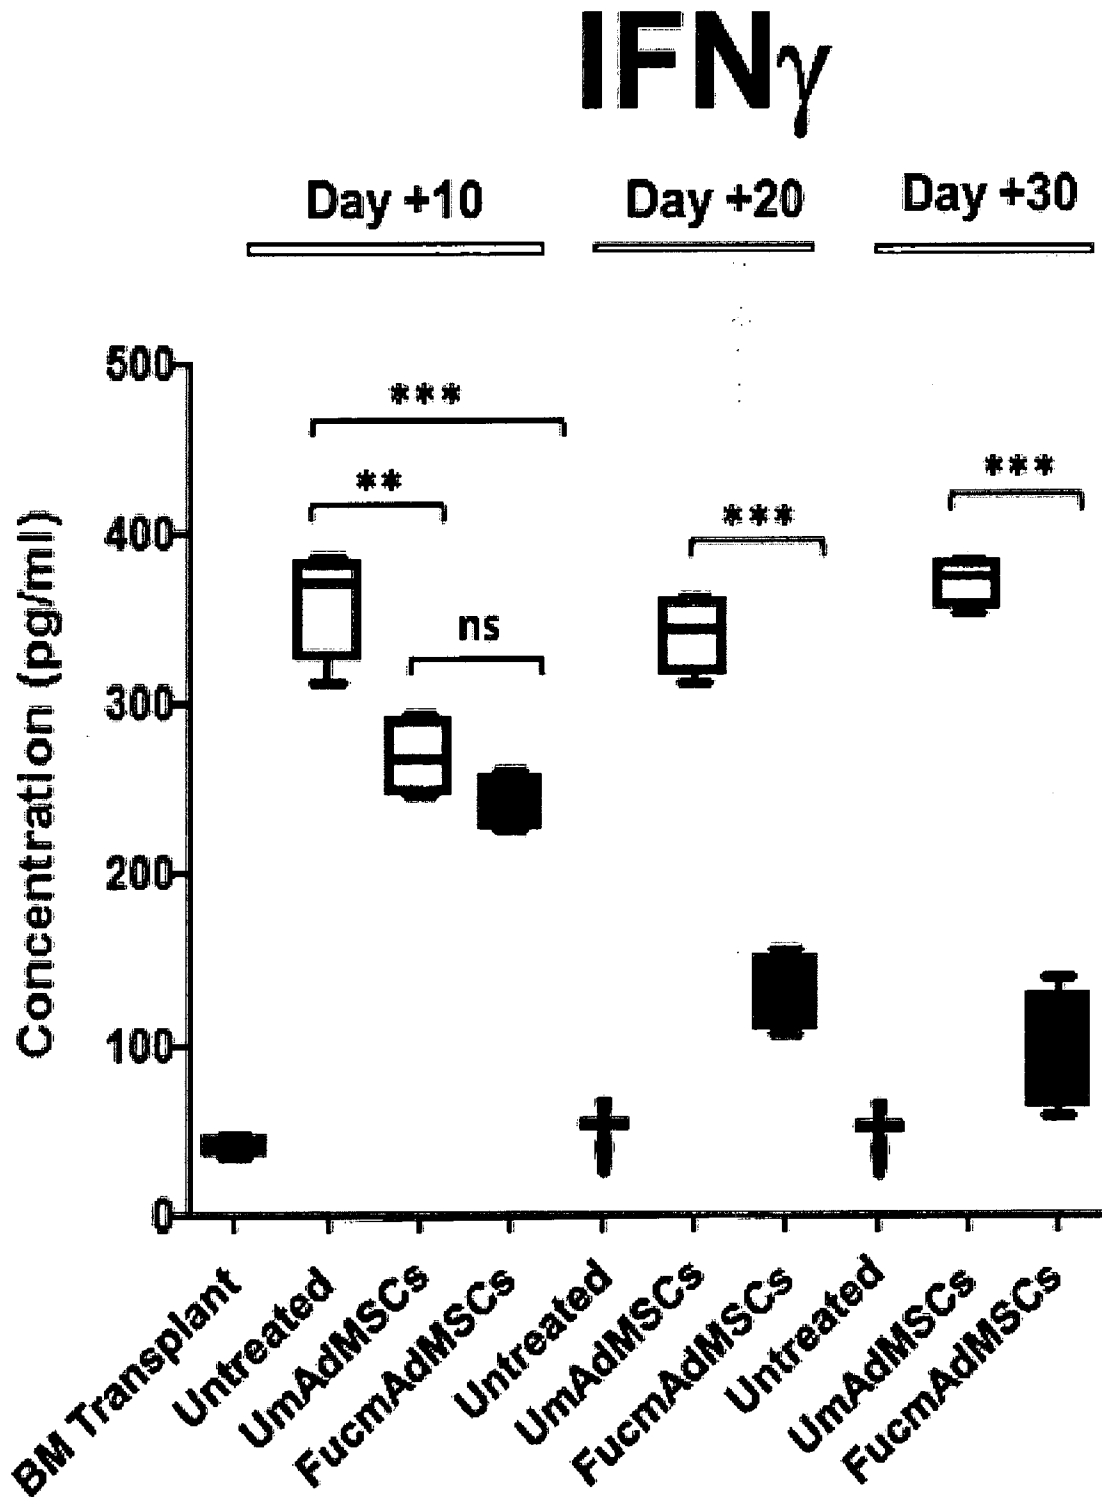 IFNγ
Day +10
Day +20
Day +30
Concentration (pg/ml)
500
400
300
200
100
0
***
**
ns
***
***
BM Transplant
Untreated
UmAdMSCs
FucmAdMSCs
Untreated
UmAdMSCs
FucmAdMSCs
Untreated
UmAdMSCs
FucmAdMSCs